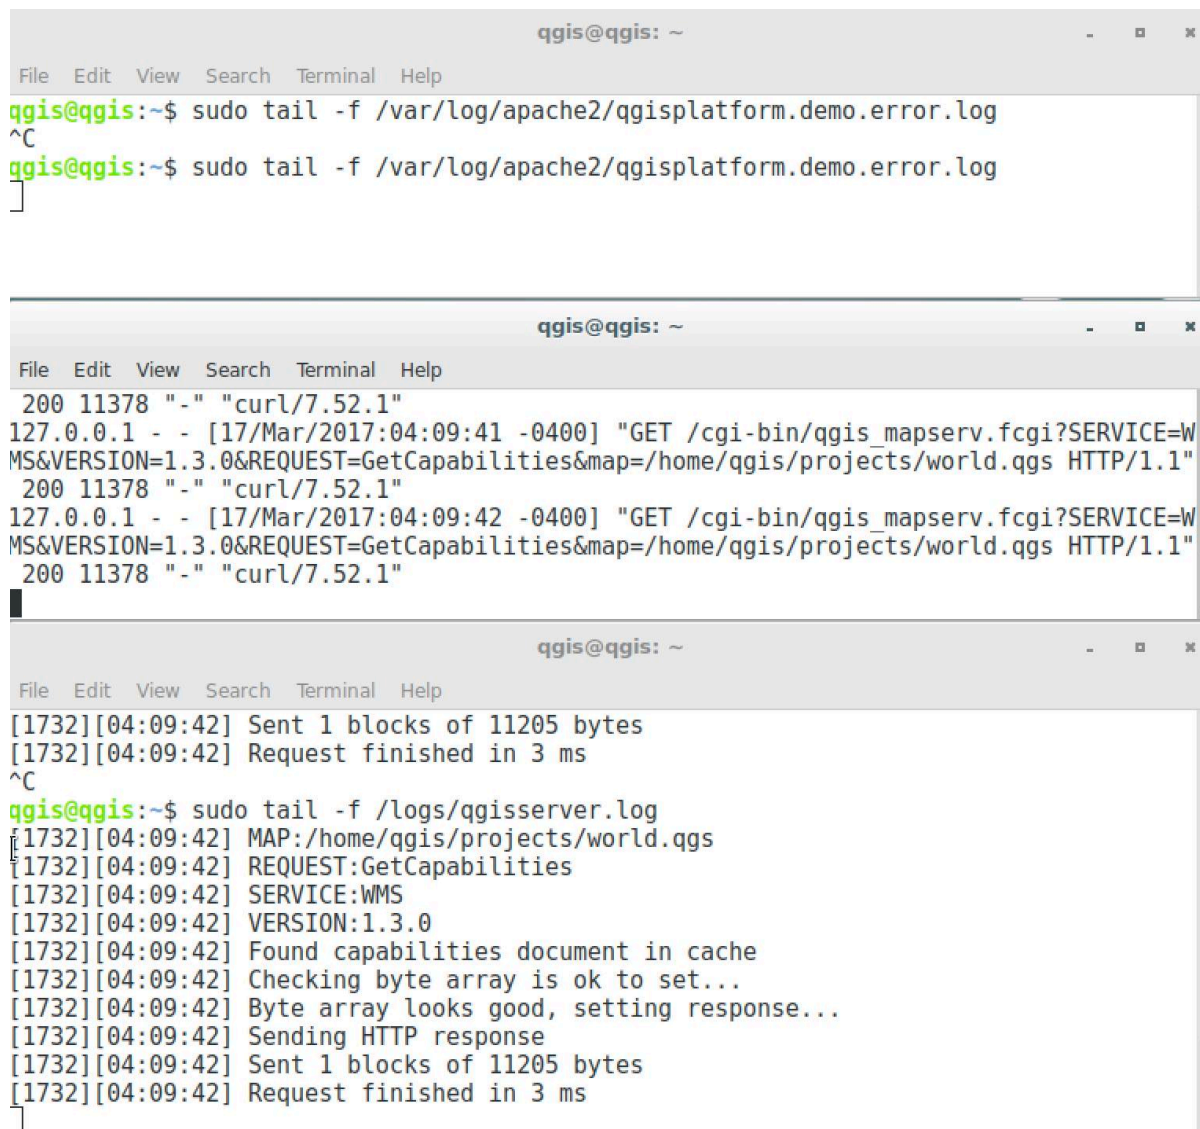 qgis@qgis: ~
File Edit View Search Terminal Help
qgis@qgis:~$ sudo tail -f /var/log/apache2/qgisplatform.demo.error.log
^C
qgis@qgis:~$ sudo tail -f /var/log/apache2/qgisplatform.demo.error.log
qgis@qgis: ~
File Edit View Search Terminal Help
200 11378 "-" "curl/7.52.1"
127.0.0.1 - - [17/Mar/2017:04:09:41 -0400] "GET /cgi-bin/qgis_mapserv.fcgi?SERVICE=W
MS&VERSION=1.3.0&REQUEST=GetCapabilities&map=/home/qgis/projects/world.qgs HTTP/1.1"
200 11378 "-" "curl/7.52.1"
127.0.0.1 - - [17/Mar/2017:04:09:42 -0400] "GET /cgi-bin/qgis_mapserv.fcgi?SERVICE=W
MS&VERSION=1.3.0&REQUEST=GetCapabilities&map=/home/qgis/projects/world.qgs HTTP/1.1"
200 11378 "-" "curl/7.52.1"
qgis@qgis: ~
File Edit View Search Terminal Help
[1732][04:09:42] Sent 1 blocks of 11205 bytes
[1732][04:09:42] Request finished in 3 ms
^C
qgis@qgis:~$ sudo tail -f /logs/qgisserver.log
[1732][04:09:42] MAP:/home/qgis/projects/world.qgs
[1732][04:09:42] REQUEST:GetCapabilities
[1732][04:09:42] SERVICE:WMS
[1732][04:09:42] VERSION:1.3.0
[1732][04:09:42] Found capabilities document in cache
[1732][04:09:42] Checking byte array is ok to set...
[1732][04:09:42] Byte array looks good, setting response...
[1732][04:09:42] Sending HTTP response
[1732][04:09:42] Sent 1 blocks of 11205 bytes
[1732][04:09:42] Request finished in 3 ms